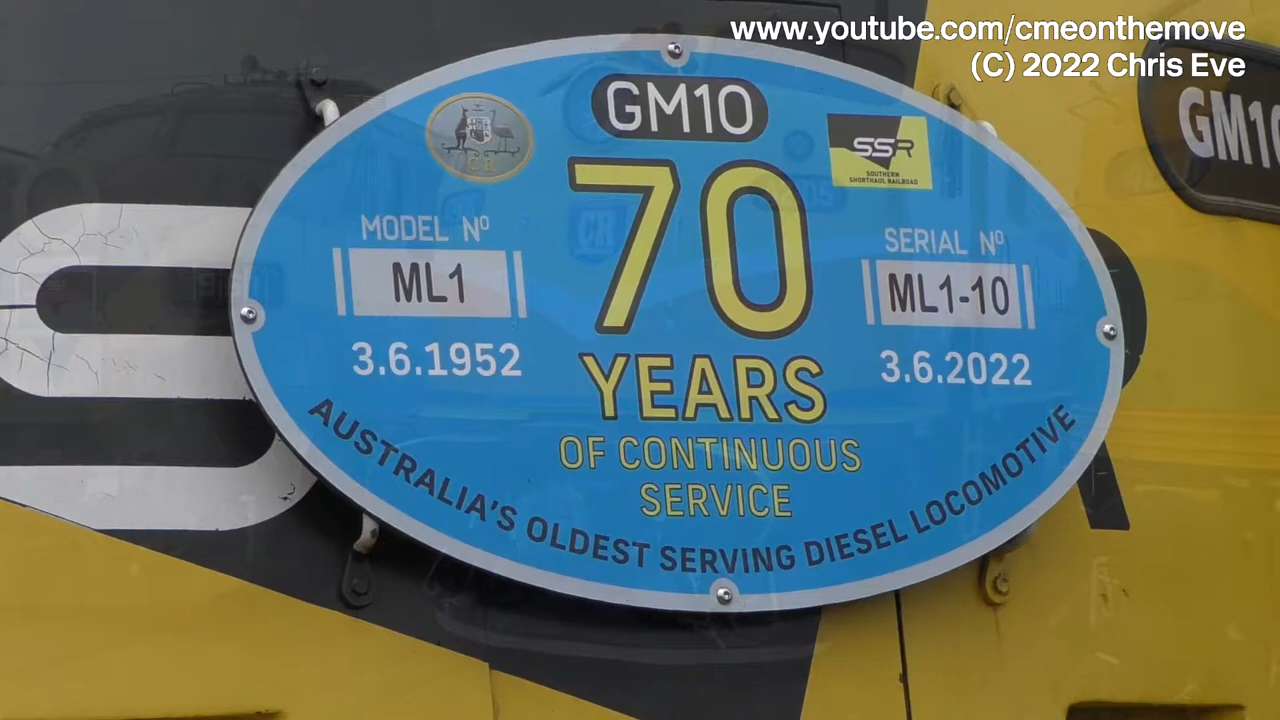 www.youtube.com/cmeonthemove
(C) 2022 Chris Eve
GM10
GM10
SSR
SOUTHERN
SHORTHAUL RAILROAD
70
YEARS
OF CONTINUOUS
SERVICE
MODEL Nº
ML1
3.6.1952
SERIAL Nº
ML1-10
3.6.2022
AUSTRALIA'S OLDEST SERVING DIESEL LOCOMOTIVE